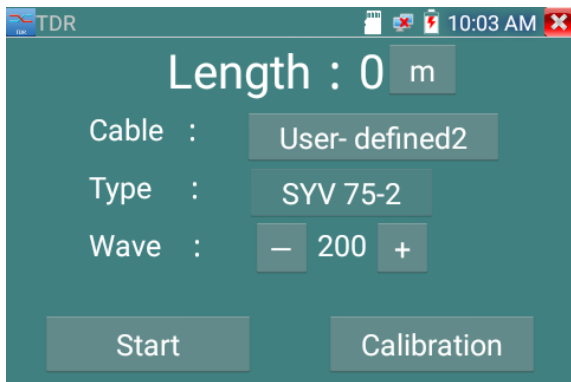 TDR 10:03 AM
Length : 0 m
Cable : User- defined2
Type : SYV 75-2
Wave : — 200 +
Start Calibration